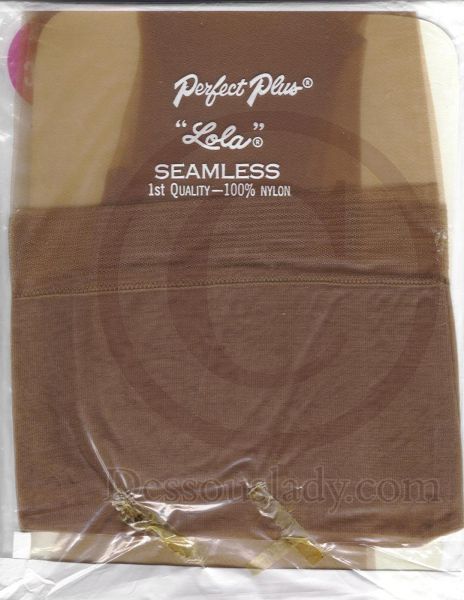 Perfect Plus®
"Lola"®
SEAMLESS
1st QUALITY—100% NYLON
©
Dessouslady.com